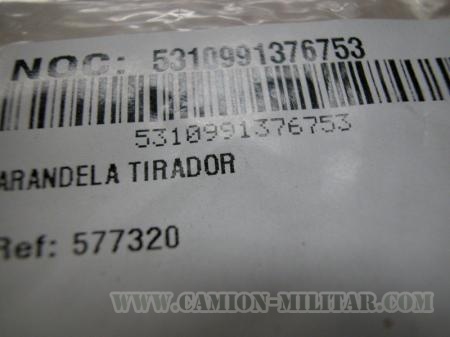 NOC: 5310991376753
5310991376753
ARANDELA TIRADOR
Ref: 577320
WWW.CAMION-MILITAR.COM